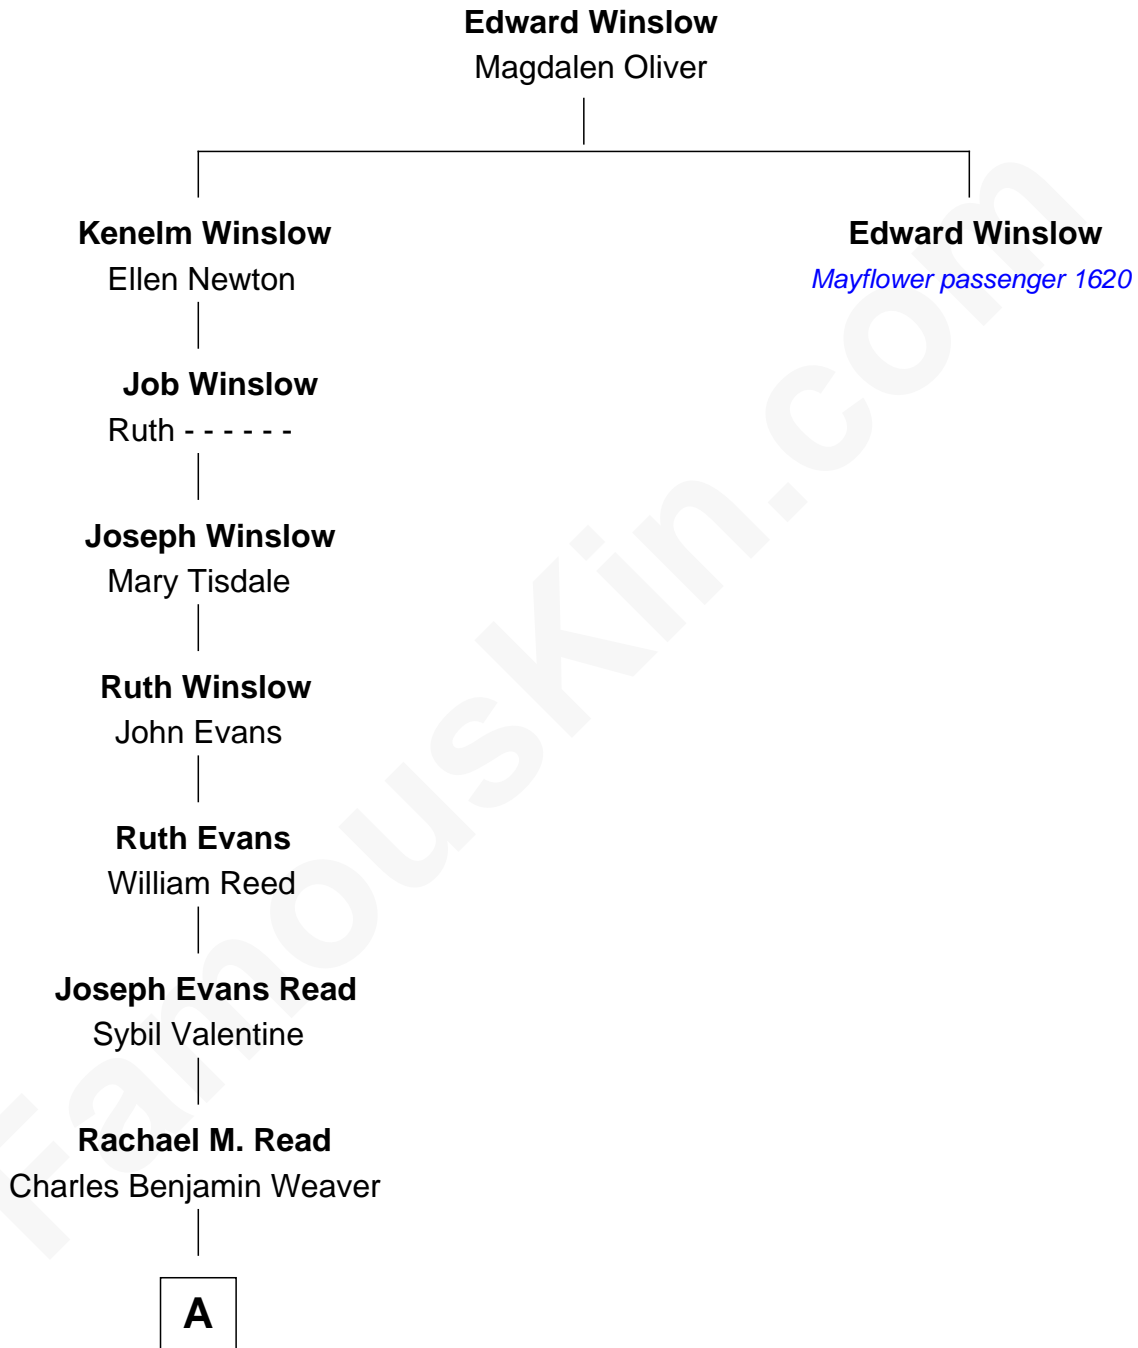 Edward Winslow
Magdalen Oliver
Kenelm Winslow
Ellen Newton
Edward Winslow
Mayflower passenger 1620
Job Winslow
Ruth - - - - - -
Joseph Winslow
Mary Tisdale
Ruth Winslow
John Evans
Ruth Evans
William Reed
Joseph Evans Read
Sybil Valentine
Rachael M. Read
Charles Benjamin Weaver
A
FamousKin.com